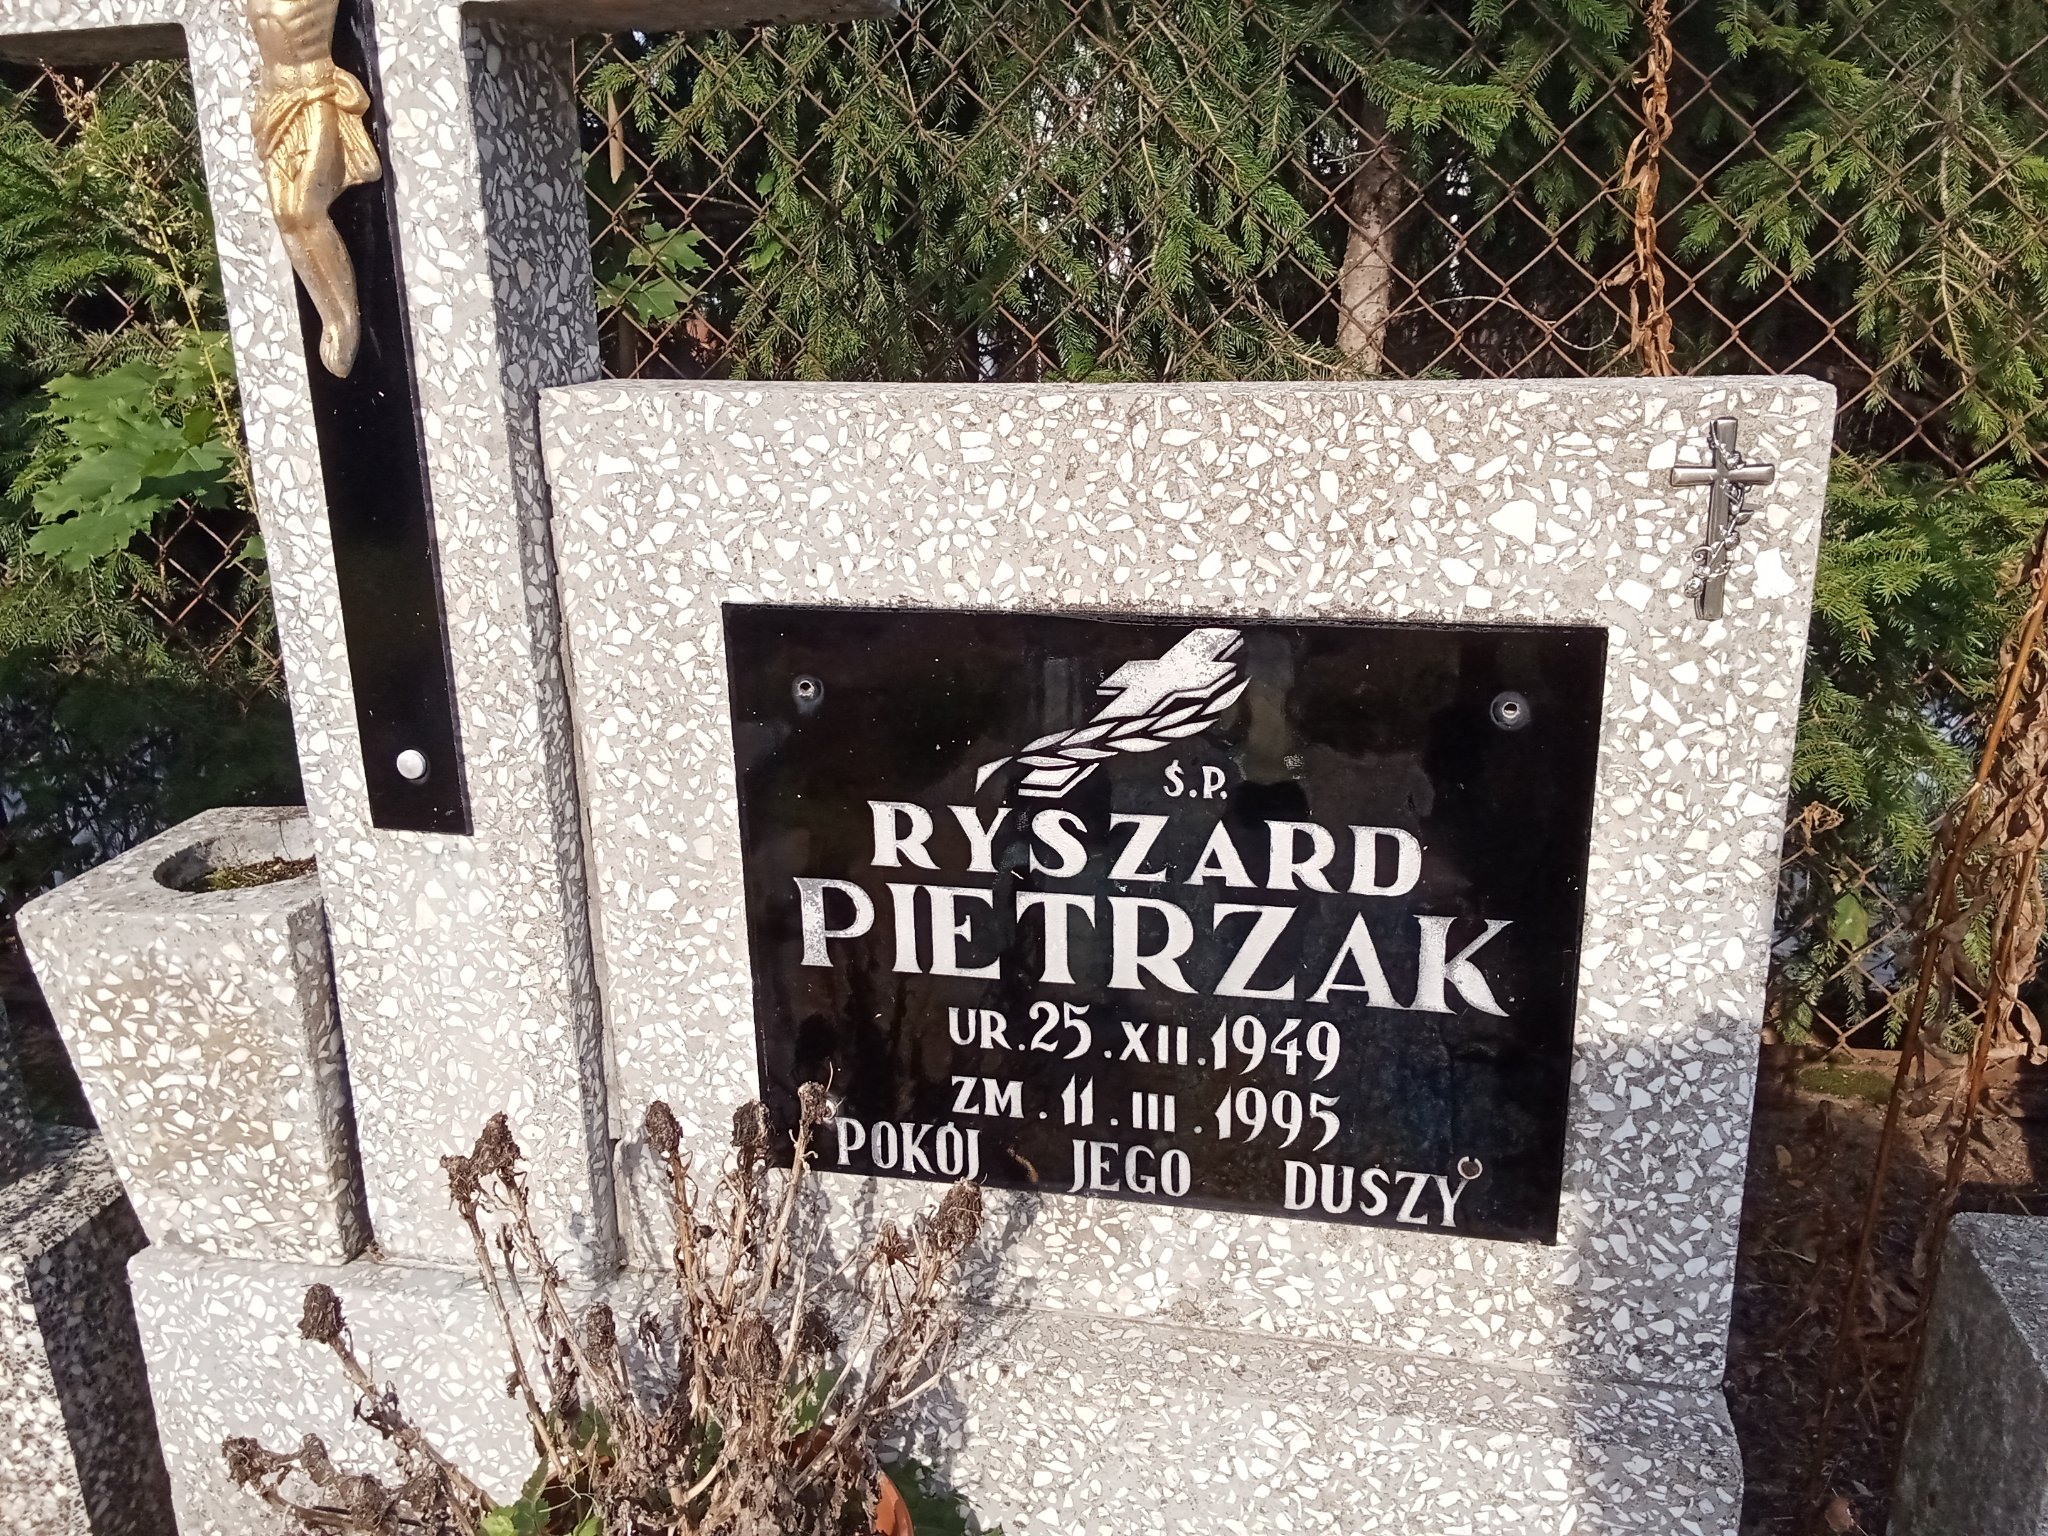 Ś.P.
RYSZARD
PIETRZAK
UR. 25. XII. 1949
ZM. 11. III. 1995
POKÓJ JEGO DUSZY